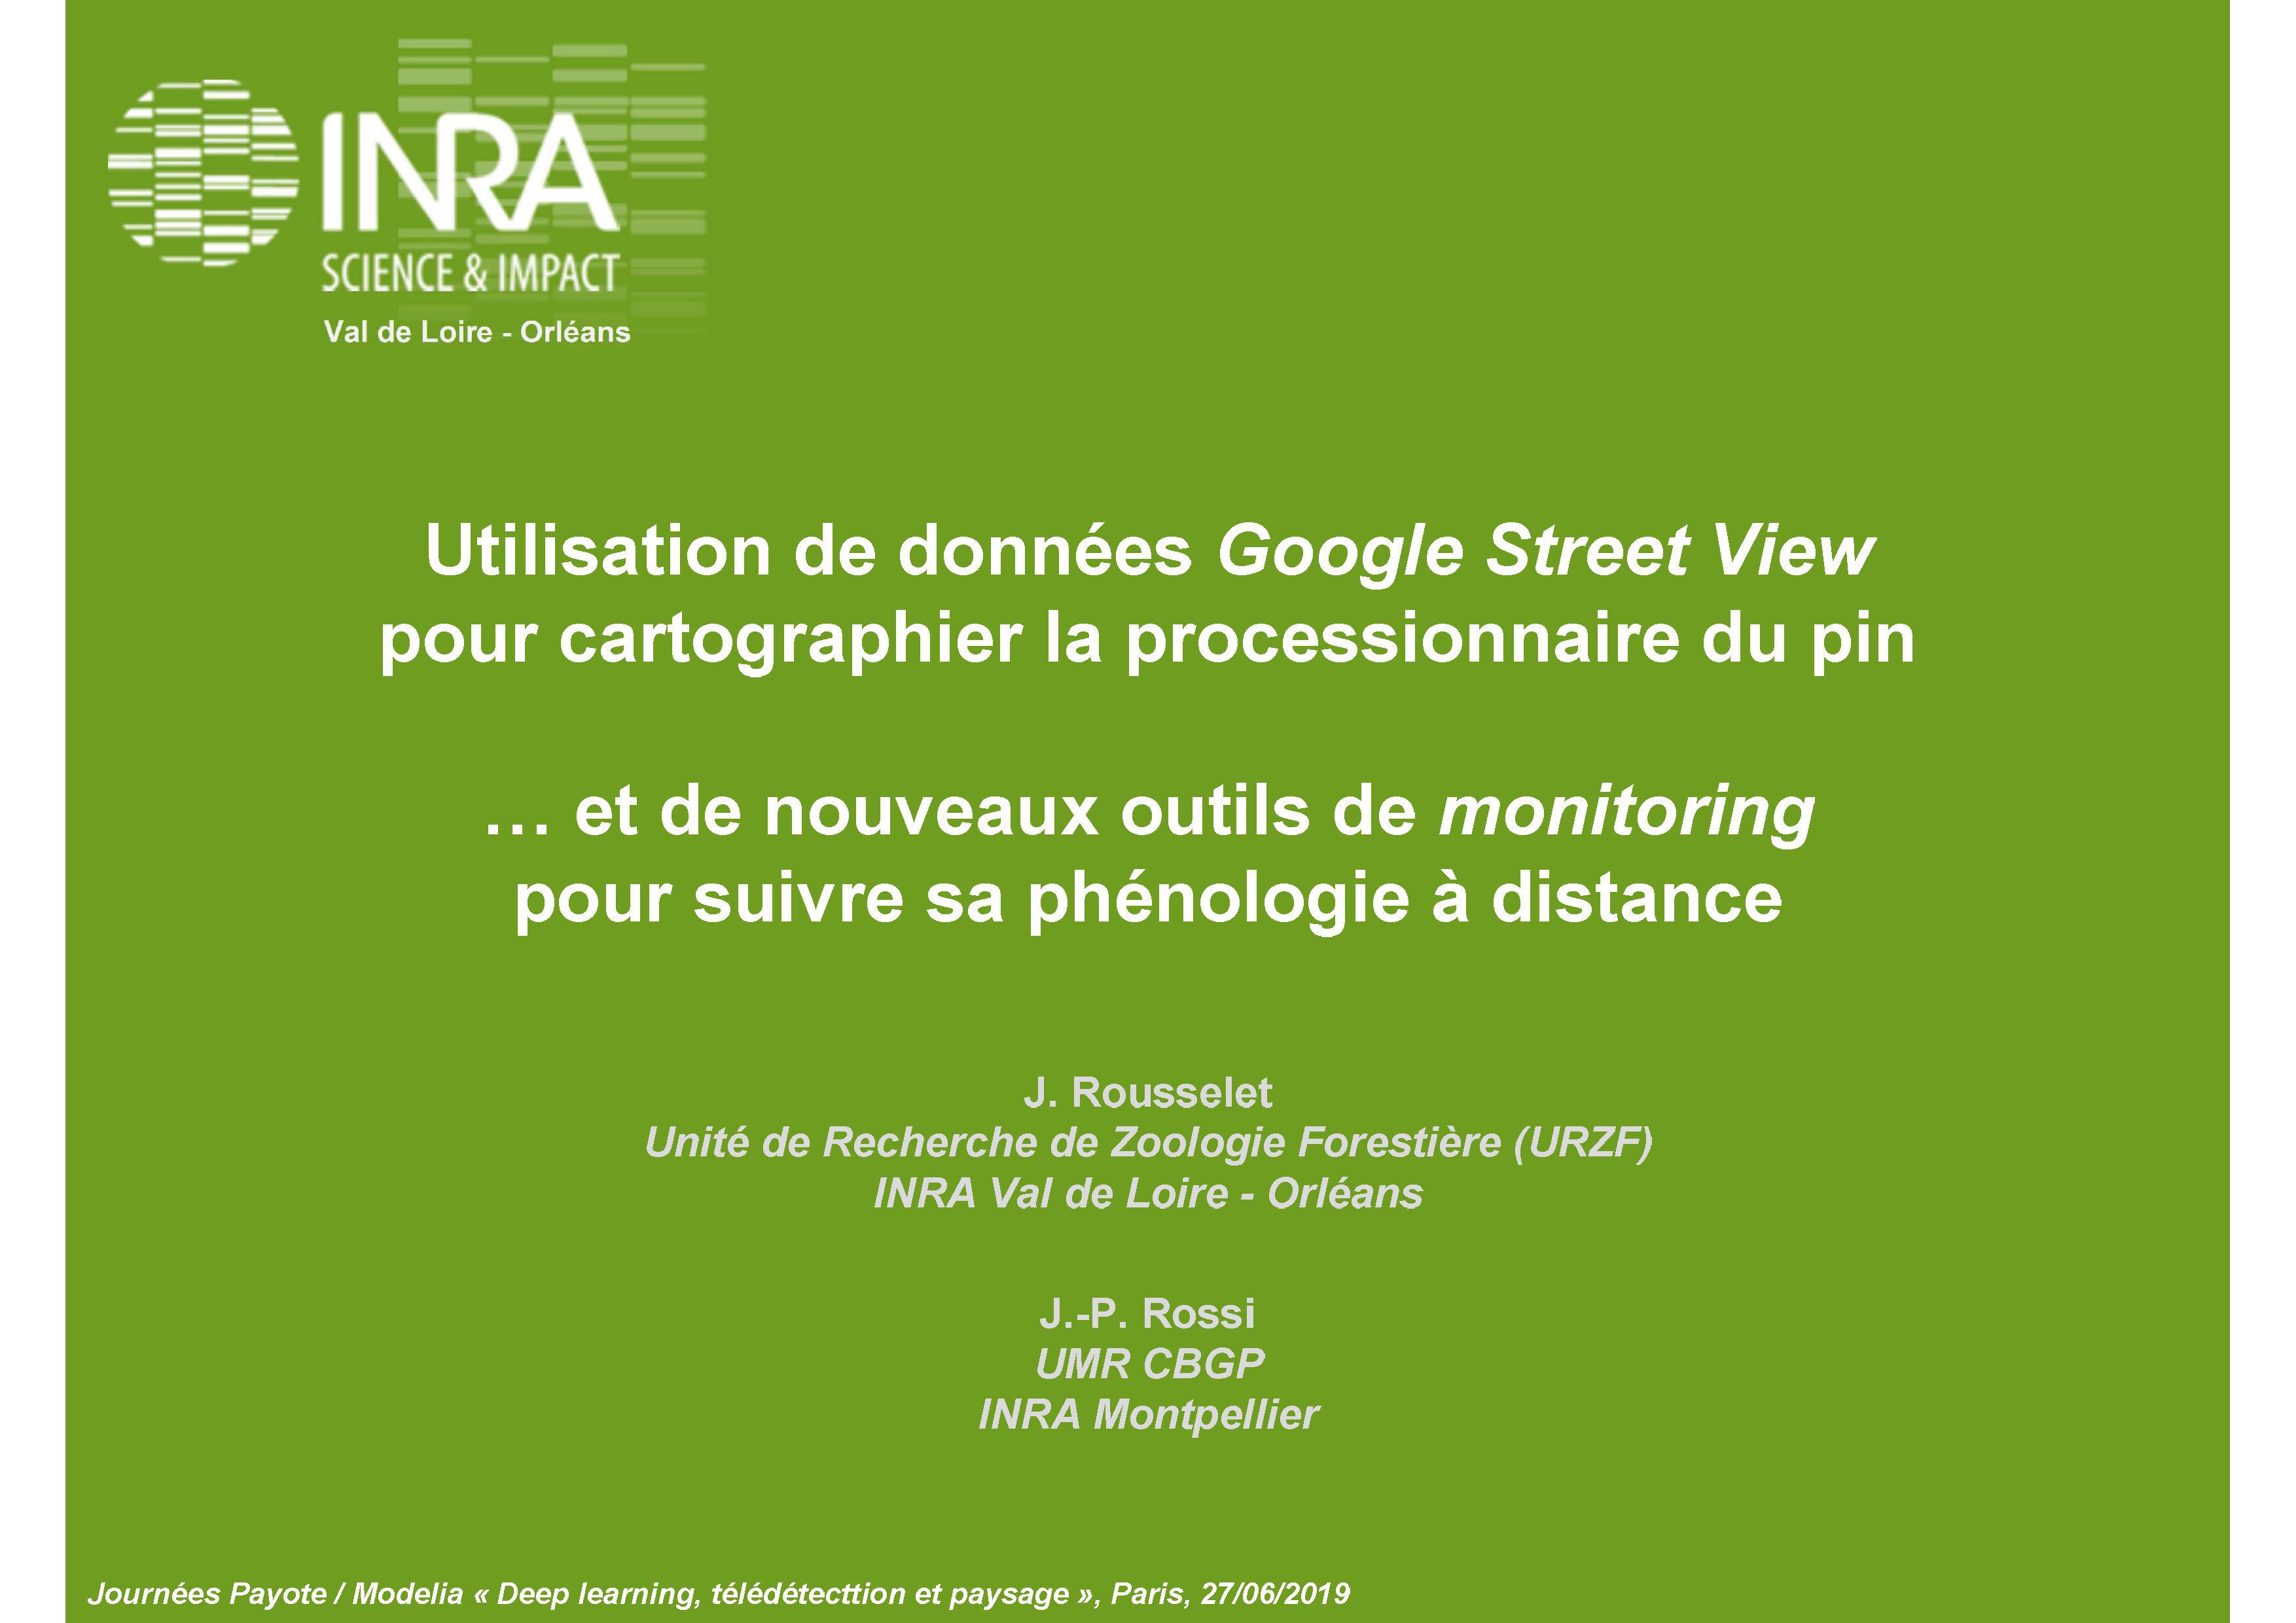 INRA
SCIENCE & IMPACT
Val de Loire - Orléans
Utilisation de données Google Street View
pour cartographier la processionnaire du pin
… et de nouveaux outils de monitoring
pour suivre sa phénologie à distance
J. Rousselet
Unité de Recherche de Zoologie Forestière (URZF)
INRA Val de Loire - Orléans
J.-P. Rossi
UMR CBGP
INRA Montpellier
Journées Payote / Modelia « Deep learning, télédétecttion et paysage », Paris, 27/06/2019